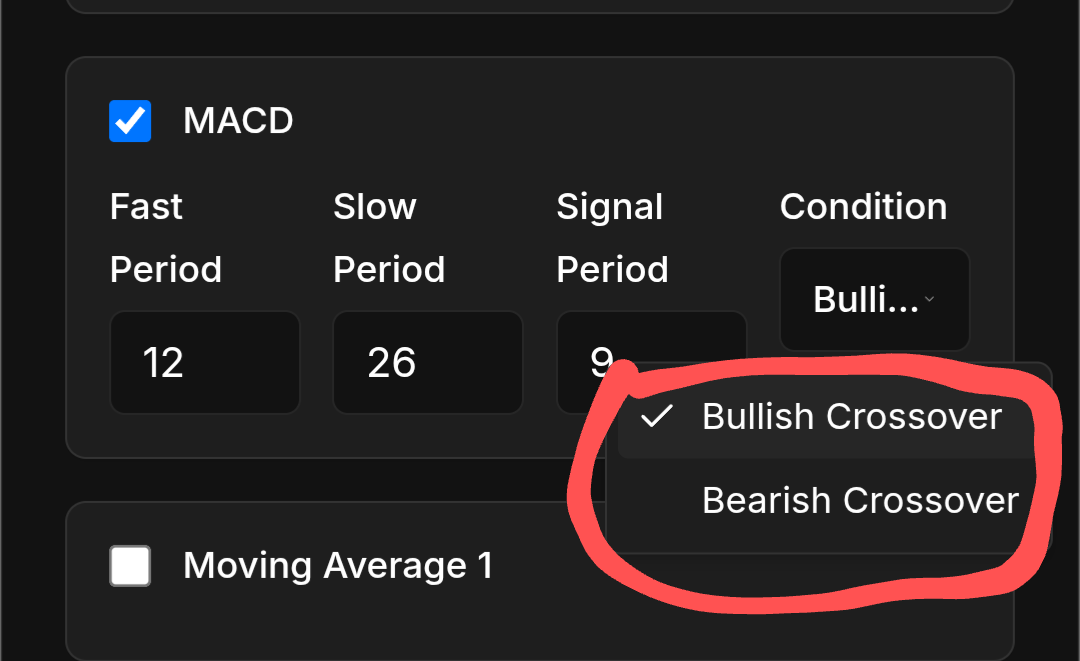 MACD
Fast Period
Slow Period
Signal Period
Condition
12
26
9
Bulli...
Bullish Crossover
Bearish Crossover
Moving Average 1